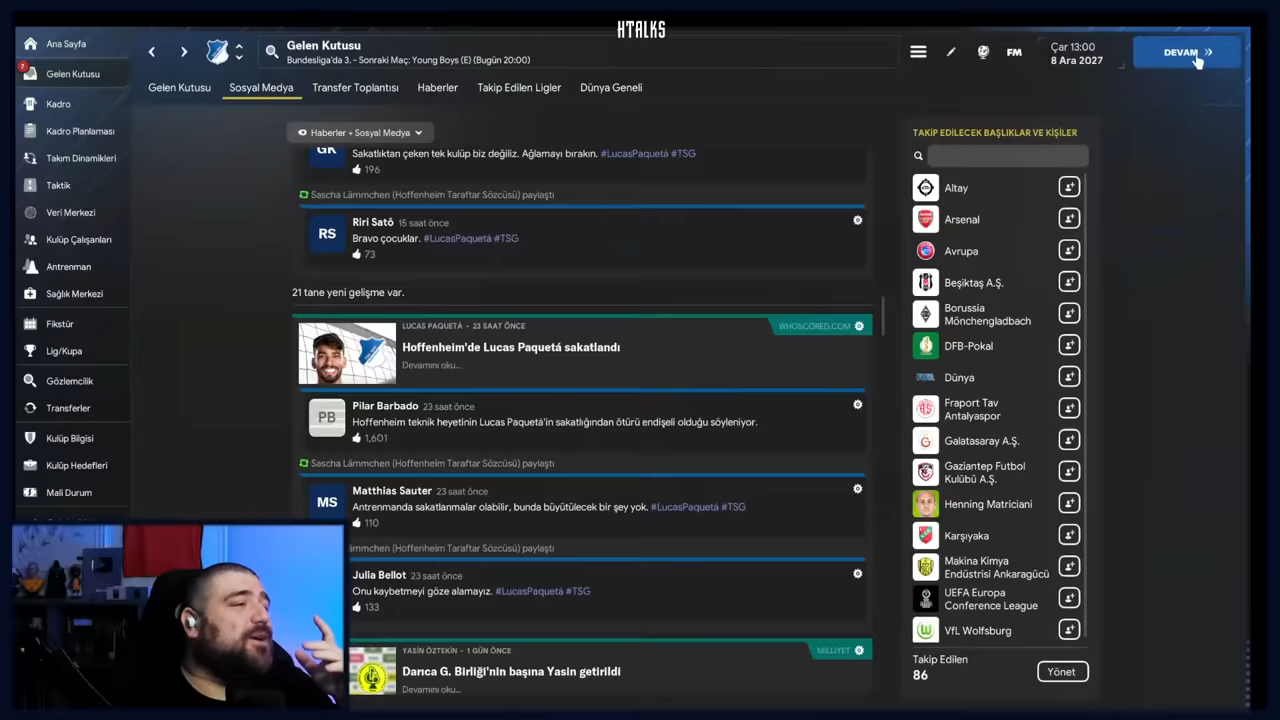 HTALKS
Ana Sayfa
7
Gelen Kutusu
Kadro
Kadro Planlaması
Takım Dinamikleri
Taktik
Veri Merkezi
Kulüp Çalışanları
Antrenman
Sağlık Merkezi
Fikstür
Lig/Kupa
Gözlemcilik
Transferler
Kulüp Bilgisi
Kulüp Hedefleri
Mali Durum
Gelen Kutusu
Bundesliga'da 3. - Sonraki Maç: Young Boys (E) (Bugün 20:00)
FM
Çar 13:00
8 Ara 2027
DEVAM
Gelen Kutusu
Sosyal Medya
Transfer Toplantısı
Haberler
Takip Edilen Ligler
Dünya Geneli
Haberler + Sosyal Medya
GK
Sakatlıktan çeken tek kulüp biz değiliz. Ağlamayı bırakın. #LucasPaquetá #TSG
196
Sascha Lämmchen (Hoffenheim Taraftar Sözcüsü) paylaştı
RS
Riri Satô 15 saat önce
Bravo çocuklar. #LucasPaquetá #TSG
73
21 tane yeni gelişme var.
LUCAS PAQUETÁ - 23 SAAT ÖNCE
WHOSCORED.COM
Hoffenheim'de Lucas Paquetá sakatlandı
Devamını oku...
PB
Pilar Barbado 23 saat önce
Hoffenheim teknik heyetinin Lucas Paquetá'in sakatlığından ötürü endişeli olduğu söyleniyor.
1,601
Sascha Lämmchen (Hoffenheim Taraftar Sözcüsü) paylaştı
MS
Matthias Sauter 23 saat önce
Antrenmanda sakatlanmalar olabilir, bunda büyütülecek bir şey yok. #LucasPaquetá #TSG
110
mmchen (Hoffenheim Taraftar Sözcüsü) paylaştı
Julia Bellot 23 saat önce
Onu kaybetmeyi göze alamayız. #LucasPaquetá #TSG
133
YASİN ÖZTEKİN - 1 GÜN ÖNCE
MİLLİYET
Darıca G. Birliği'nin başına Yasin getirildi
Devamını oku...
TAKİP EDİLECEK BAŞLIKLAR VE KİŞİLER
Altay
Arsenal
Avrupa
Beşiktaş A.Ş.
Borussia
Mönchengladbach
DFB-Pokal
Dünya
Fraport Tav
Antalyaspor
Galatasaray A.Ş.
Gaziantep Futbol
Kulübü A.Ş.
Henning Matriciani
Karşıyaka
Makina Kimya
Endüstrisi Ankaragücü
UEFA Europa
Conference League
VfL Wolfsburg
Takip Edilen
86
Yönet